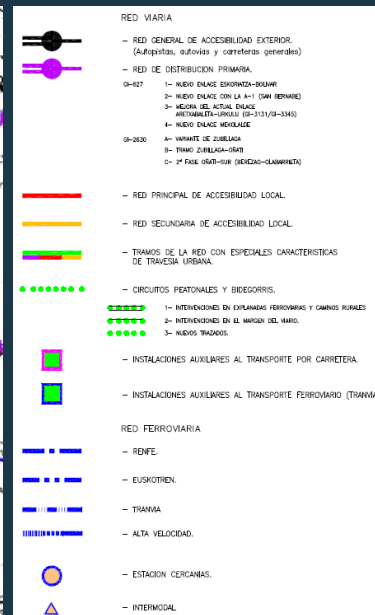 RED VIARIA
– RED GENERAL DE ACCESIBILIDAD EXTERIOR.
(Autopistas, autovias y carreteras generales)
– RED DE DISTRIBUCION PRIMARIA.
GI-627 1– NUEVO ENLACE ESKORIATZA-BOLIVAR
2– NUEVO ENLACE CON LA A-1 (SAN BERNABE)
3– MEJORA DEL ACTUAL ENLACE
ARETXABALETA-URKULU (GI-3131/GI-3345)
4– NUEVO ENLACE MEKOLALDE
GI-2630 A– VARIANTE DE ZUBILLAGA
B– TRAMO ZUBILLAGA-OÑATI
C– 2ª FASE OÑATI-SUR (BEREZAO-OLABARRIETA)
– RED PRINCIPAL DE ACCESIBILIDAD LOCAL.
– RED SECUNDARIA DE ACCESIBILIDAD LOCAL.
– TRAMOS DE LA RED CON ESPECIALES CARACTERISTICAS
DE TRAVESIA URBANA.
– CIRCUITOS PEATONALES Y BIDEGORRIS.
1– INTERVENCIONES EN EXPLANADAS FERROVIARIAS Y CAMINOS RURALES
2– INTERVENCIONES EN EL MARGEN DEL VIARIO.
3– NUEVOS TRAZADOS.
– INSTALACIONES AUXILIARES AL TRANSPORTE POR CARRETERA.
– INSTALACIONES AUXILIARES AL TRANSPORTE FERROVIARIO (TRANVIA
RED FERROVIARIA
– RENFE.
– EUSKOTREN.
– TRANVIA
– ALTA VELOCIDAD.
– ESTACION CERCANIAS.
– INTERMODAL